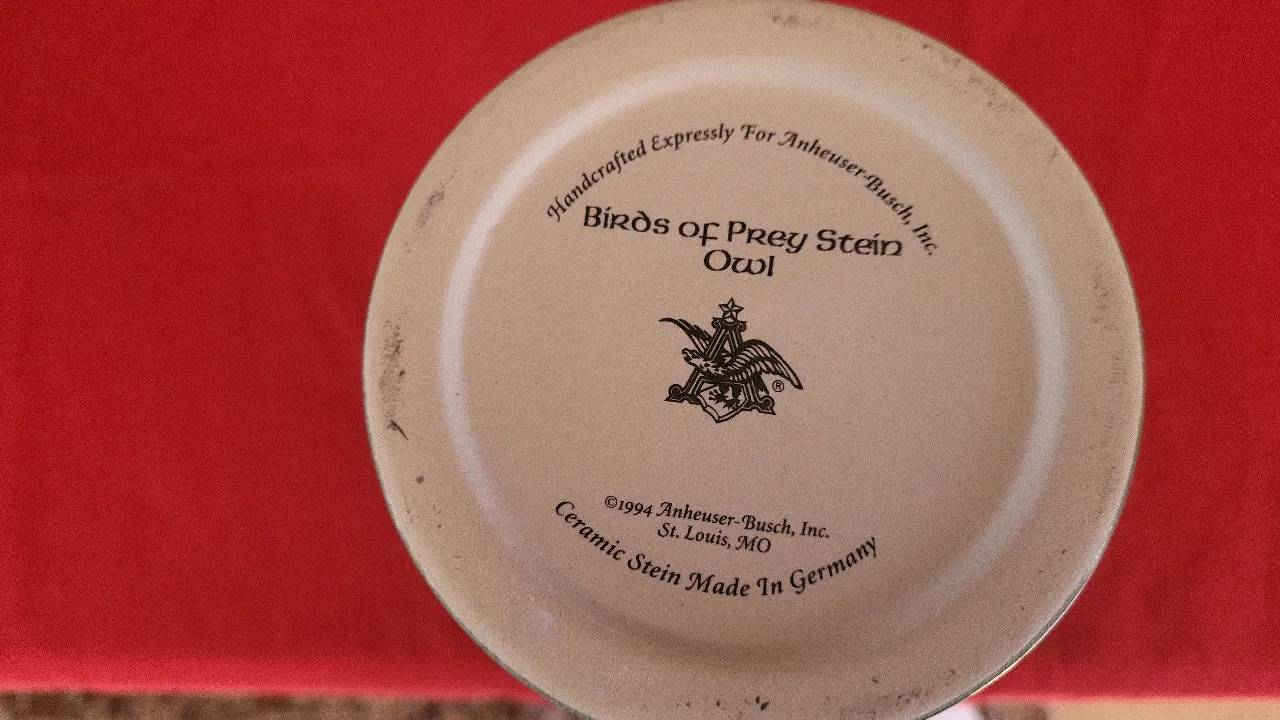 Handcrafted Expressly For Anheuser-Busch, Inc.
Birds of Prey Stein
Owl
®
©1994 Anheuser-Busch, Inc.
St. Louis, MO
Ceramic Stein Made In Germany